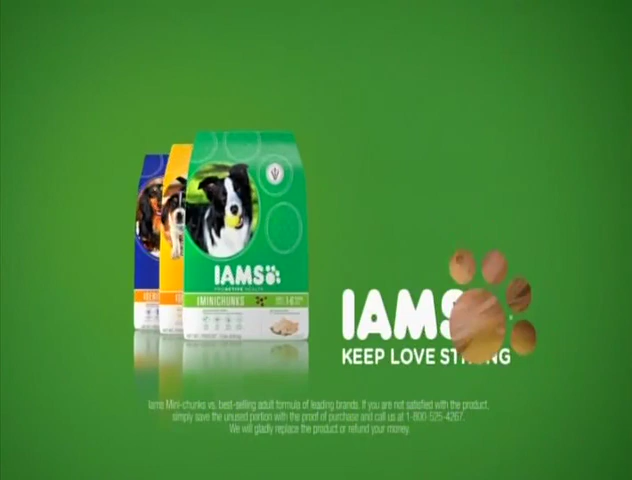 IAMS
PROACTIVE HEALTH
MINICHUNKS
IAMS
KEEP LOVE STRONG
Iams Mini-chunks vs. best-selling adult formula of leading brands. If you are not satisfied with the product,
simply save the unused portion with the proof of purchase and call us at 1-800-525-4267.
We will gladly replace the product or refund your money.